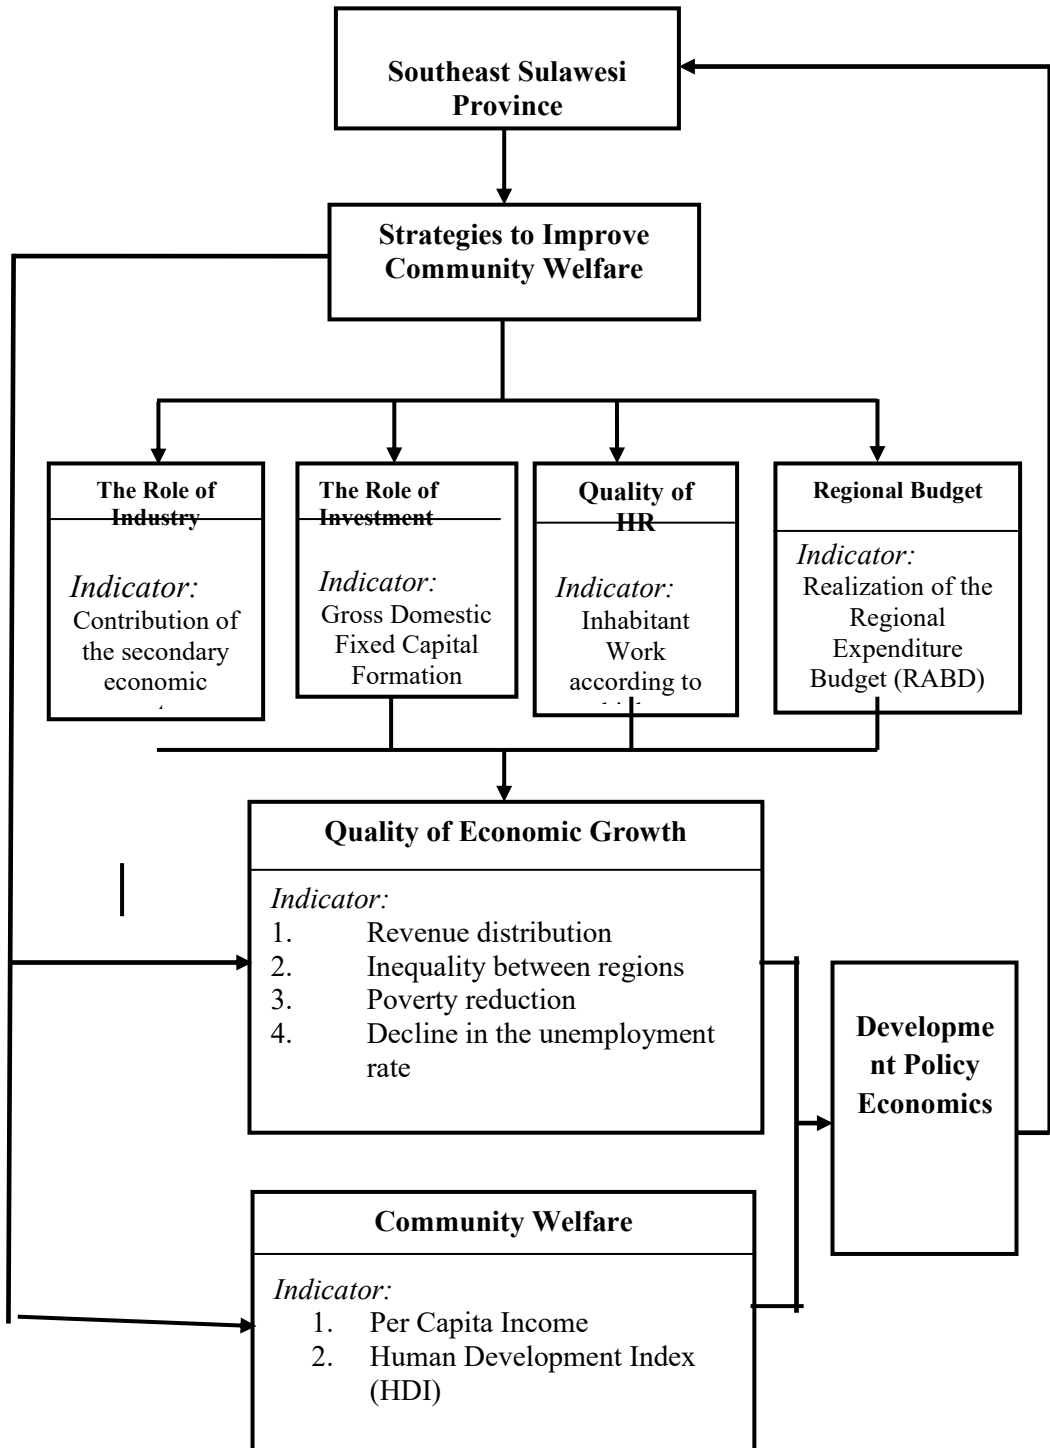 Southeast Sulawesi
Province
Strategies to Improve
Community Welfare
The Role of
Industry
Indicator:
Contribution of
the secondary
economic
The Role of
Investment
Indicator:
Gross Domestic
Fixed Capital
Formation
Quality of
HR
Indicator:
Inhabitant
Work
according to
Regional Budget
Indicator:
Realization of the
Regional
Expenditure
Budget (RABD)
Quality of Economic Growth
Indicator:
1. Revenue distribution
2. Inequality between regions
3. Poverty reduction
4. Decline in the unemployment
rate
Developme
nt Policy
Economics
Community Welfare
Indicator:
1. Per Capita Income
2. Human Development Index
(HDI)